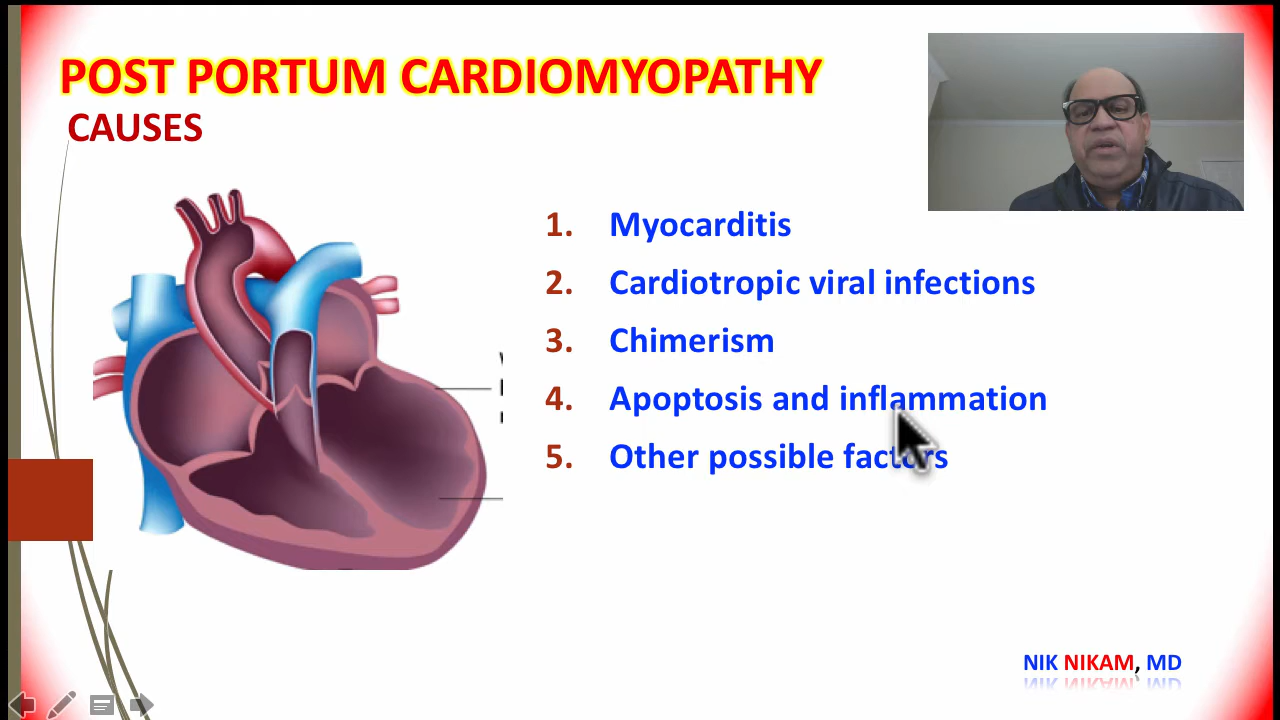 POST PORTUM CARDIOMYOPATHY
CAUSES
1. Myocarditis
2. Cardiotropic viral infections
3. Chimerism
4. Apoptosis and inflammation
5. Other possible factors
NIK NIKAM, MD